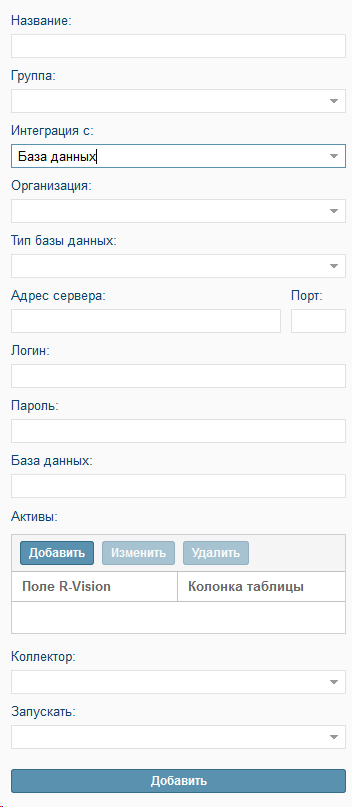 Название:
Группа:
Интеграция с:
База данных
Организация:
Тип базы данных:
Адрес сервера: Порт:
Логин:
Пароль:
База данных:
Активы:
Добавить Изменить Удалить
Поле R-Vision Колонка таблицы
Коллектор:
Запускать:
Добавить